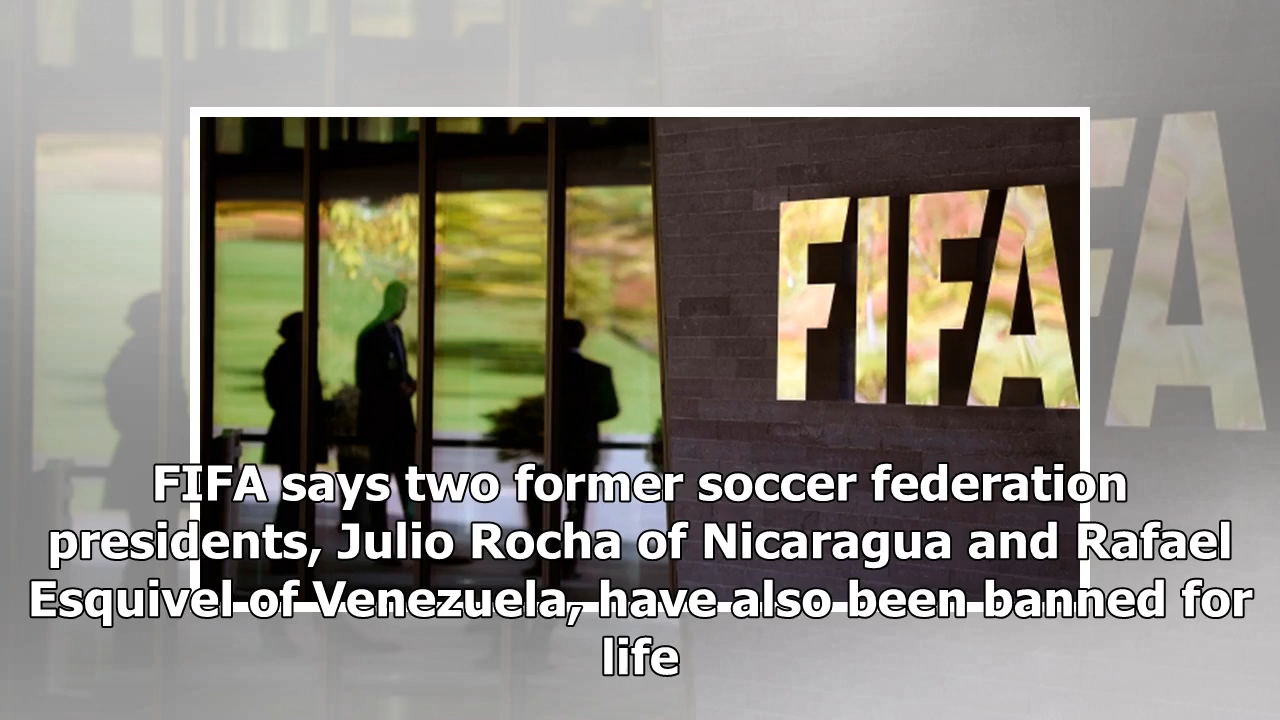 FIFA
FIFA says two former soccer federation
presidents, Julio Rocha of Nicaragua and Rafael
Esquivel of Venezuela, have also been banned for
life